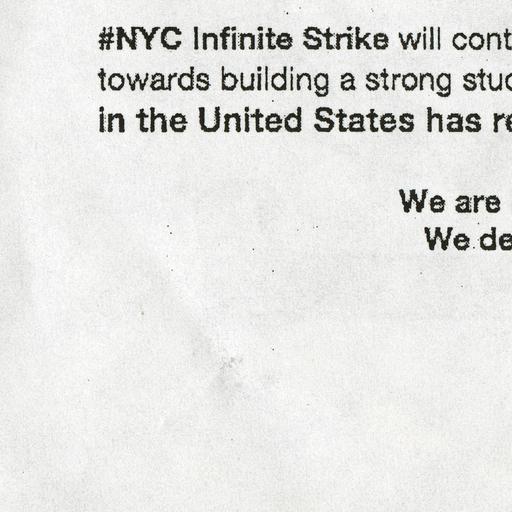 #NYC Infinite Strike will cont
towards building a strong stud
in the United States has re
We are
We de